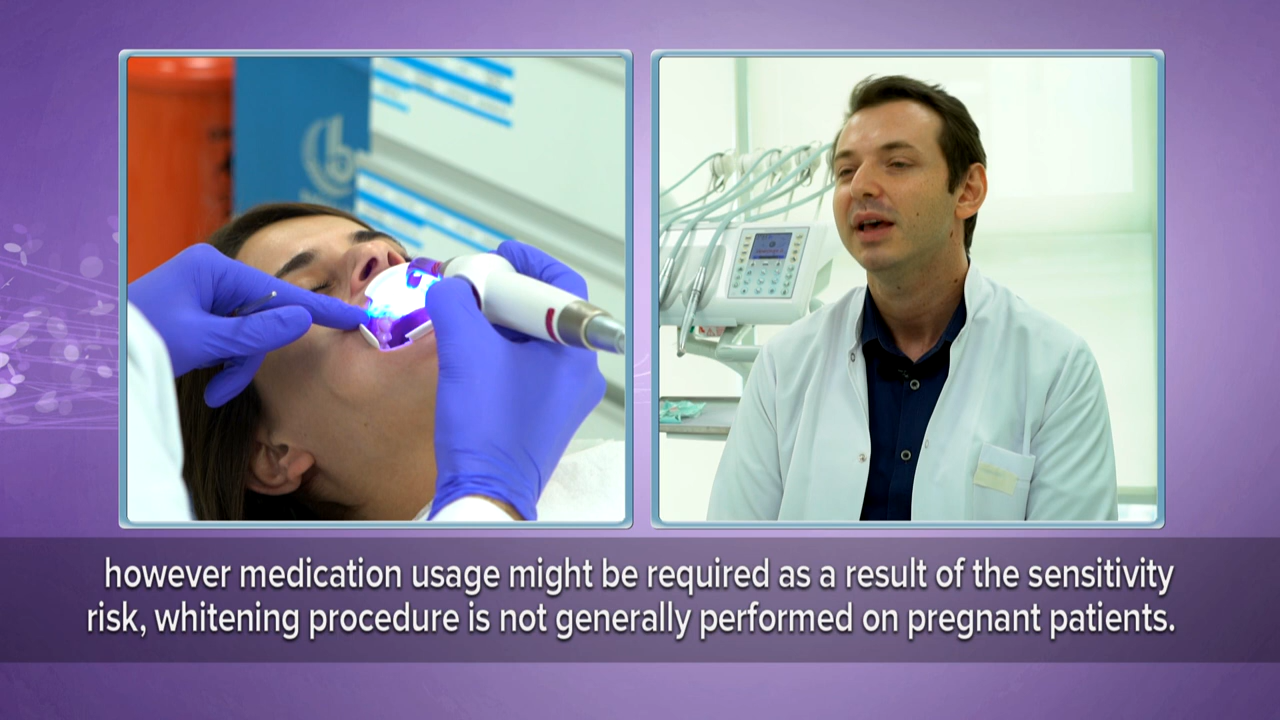 however medication usage might be required as a result of the sensitivity
risk, whitening procedure is not generally performed on pregnant patients.